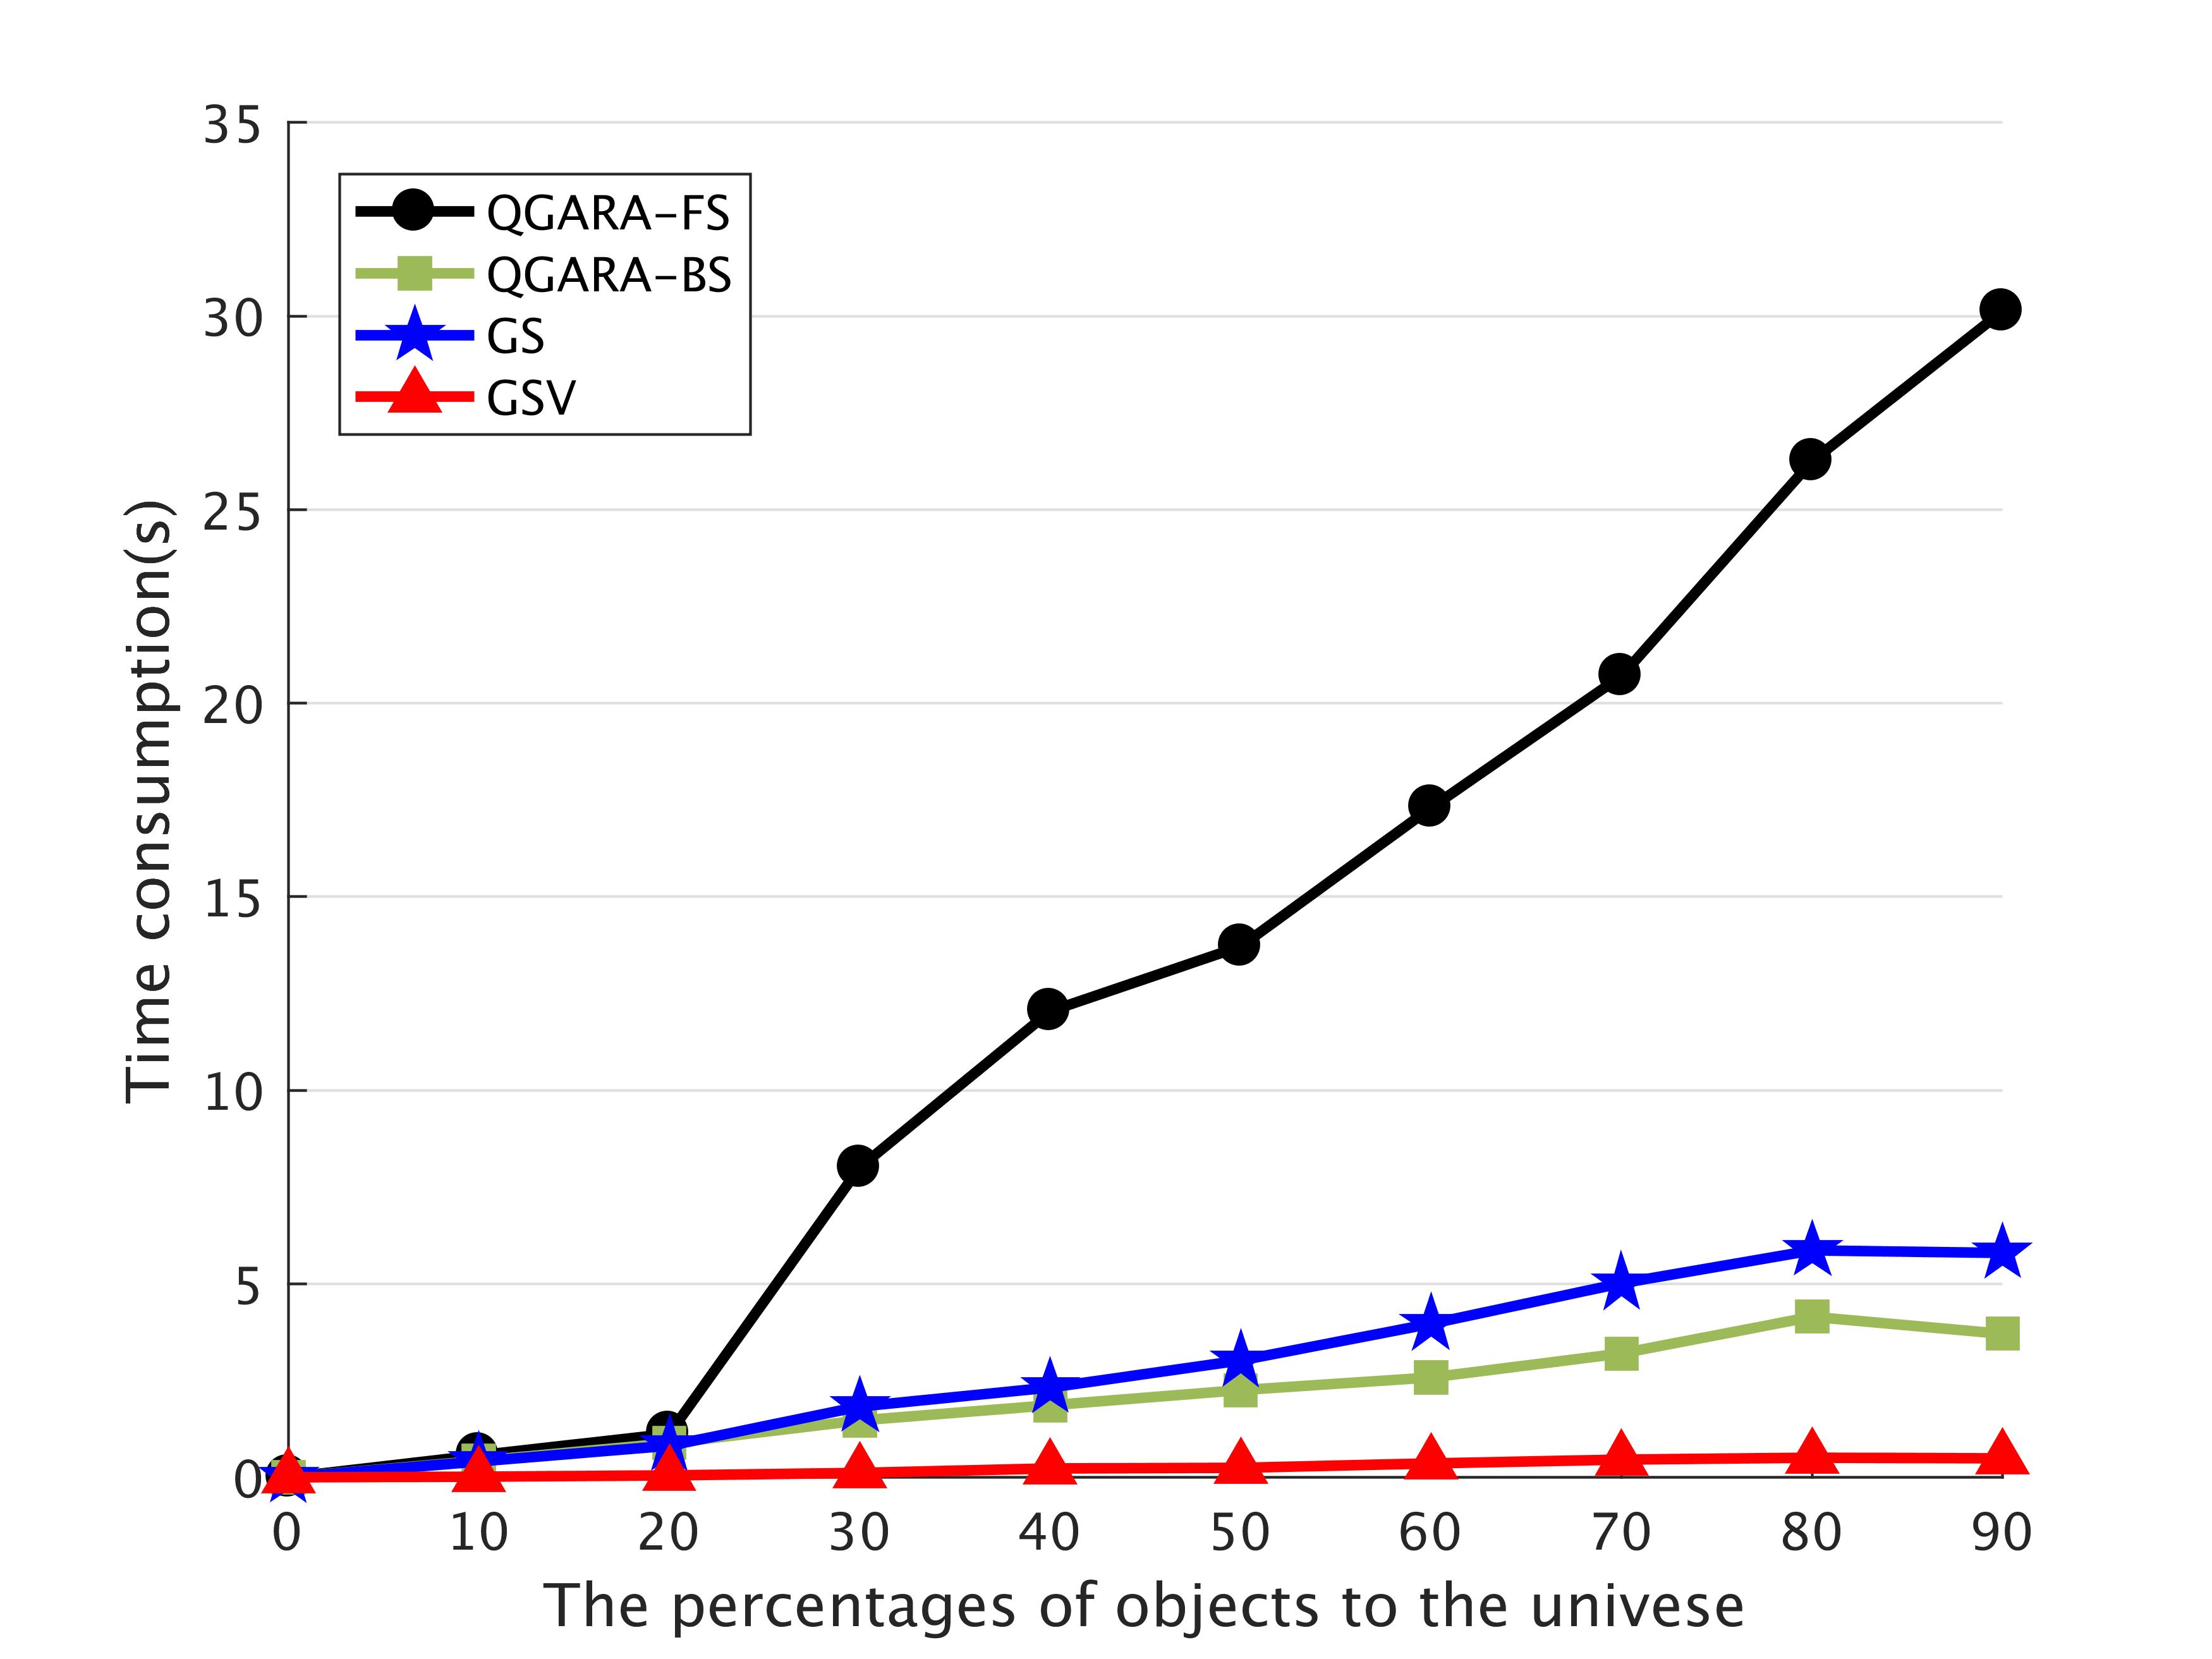 35
30
25
20
15
10
5
0
Time consumption(s)
QGARA-FS
QGARA-BS
GS
GSV
0 10 20 30 40 50 60 70 80 90
The percentages of objects to the univese